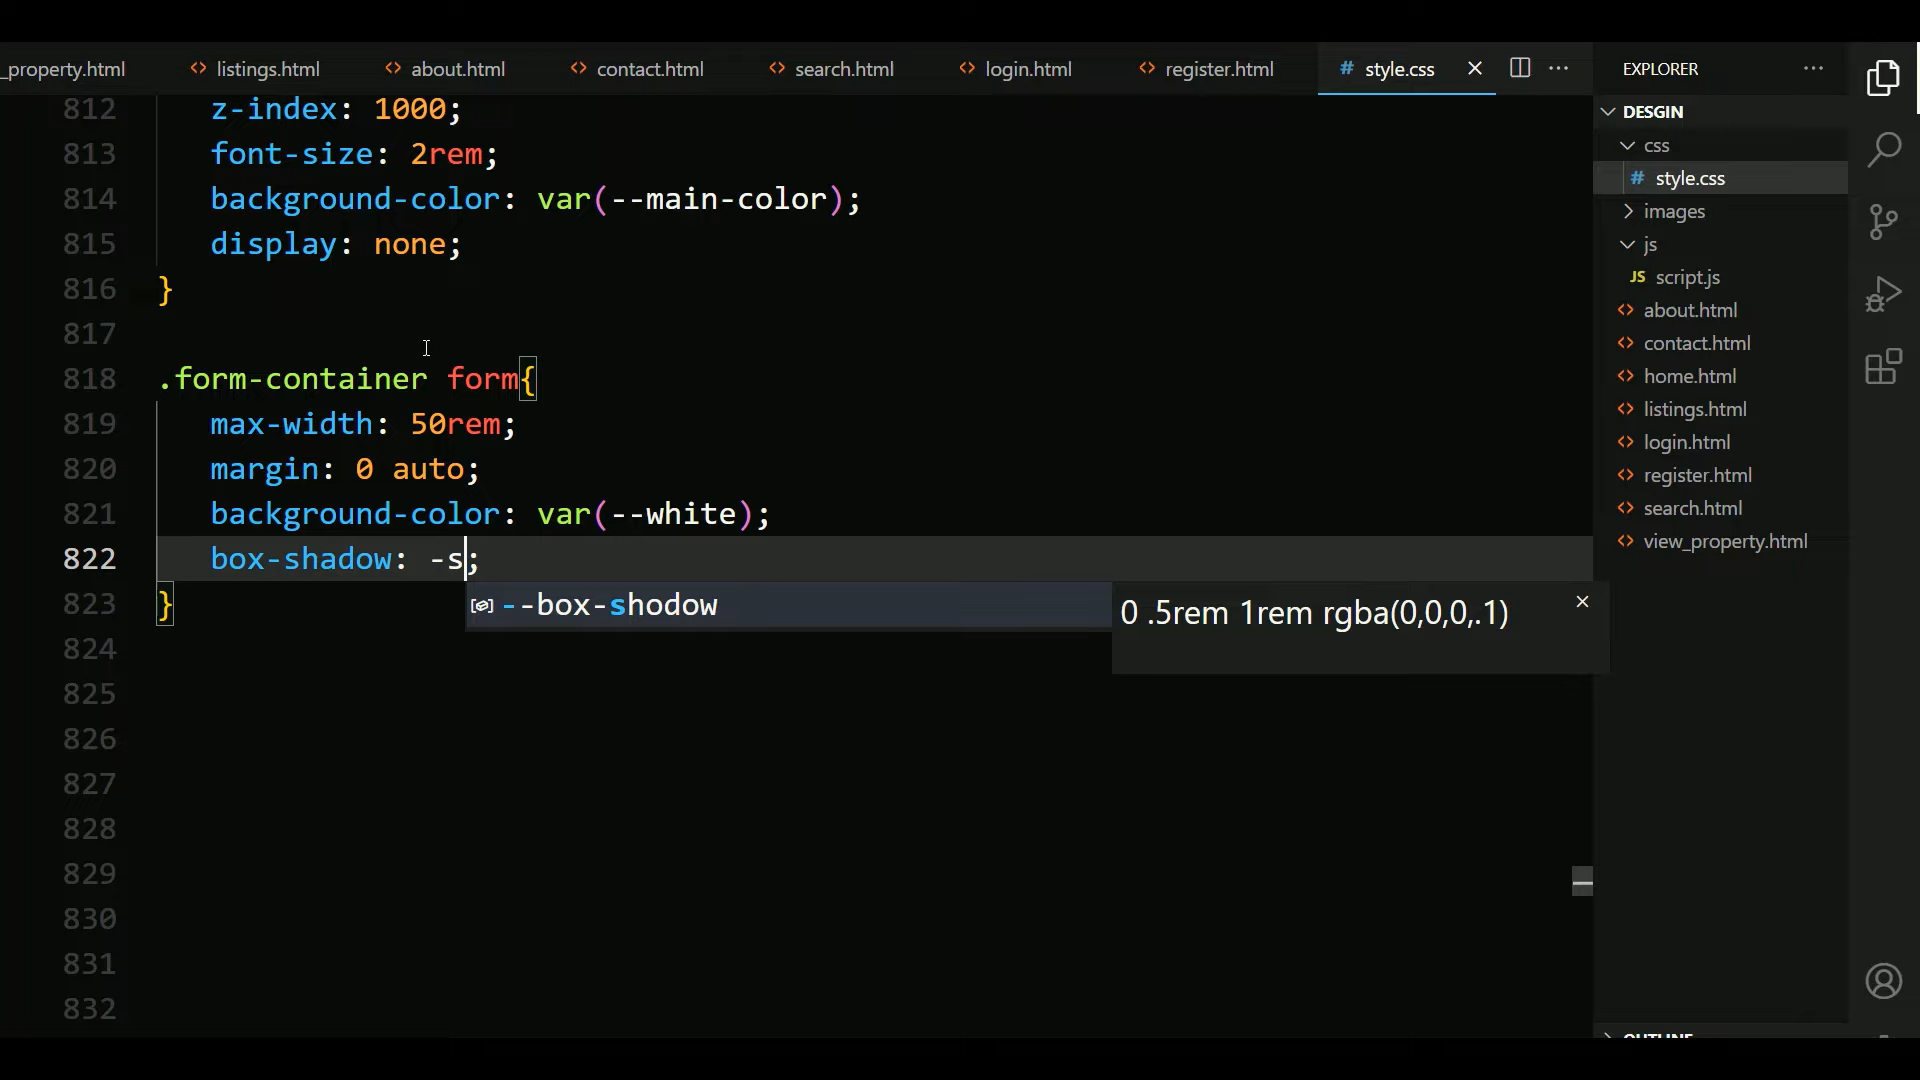 _property.html
listings.html
about.html
contact.html
search.html
login.html
register.html
# style.css
EXPLORER
812 z-index: 1000;
813 font-size: 2rem;
814 background-color: var(--main-color);
815 display: none;
816 }
817
818 .form-container form{
819 max-width: 50rem;
820 margin: 0 auto;
821 background-color: var(--white);
822 box-shadow: -s;
823 }
--box-shodow
0 .5rem 1rem rgba(0,0,0,.1)
824
825
826
827
828
829
830
831
832
DESGIN
css
# style.css
images
js
JS script.js
about.html
contact.html
home.html
listings.html
login.html
register.html
search.html
view_property.html
OUTLINE